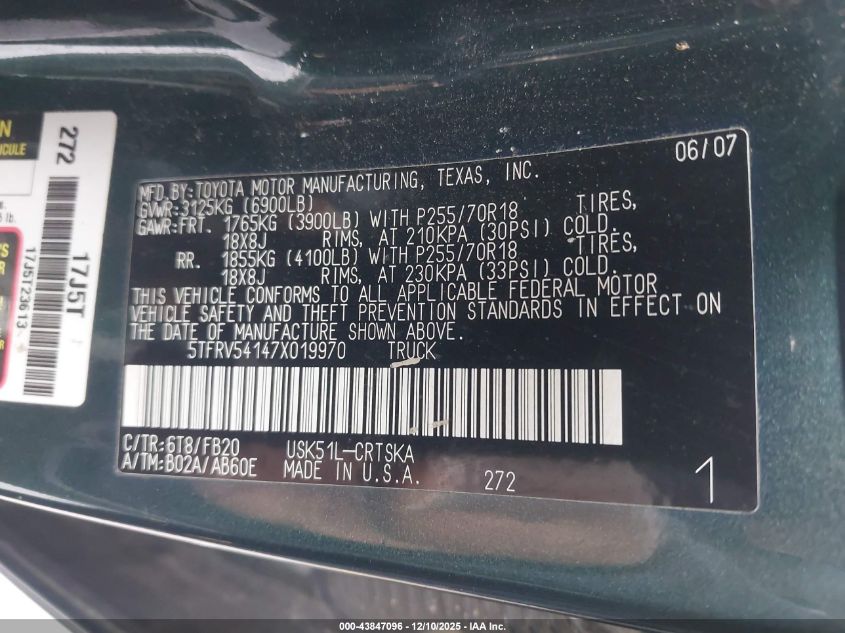 N
VEHICULE
272
lb.
'S
R
17J5T23613
17J5T
06/07
MFD BY:TOYOTA MOTOR MANUFACTURING, TEXAS, INC.
GVWR:3125KG (6900LB)
GAWR:FRT. 1765KG (3900LB) WITH P255/70R18 TIRES,
18X8J RIMS, AT 210KPA (30PSI) COLD.
RR. 1855KG (4100LB) WITH P255/70R18 TIRES,
18X8J RIMS, AT 230KPA (33PSI) COLD.
THIS VEHICLE CONFORMS TO ALL APPLICABLE FEDERAL MOTOR
VEHICLE SAFETY AND THEFT PREVENTION STANDARDS IN EFFECT ON
THE DATE OF MANUFACTURE SHOWN ABOVE.
5TFRV54147X019970 TRUCK
C/TR:6T8/FB20 USK51L-CRTSKA
A/TM:B02A/AB60E MADE IN U.S.A. 272 1
000-43847096 - 12/10/2025 - IAA Inc.